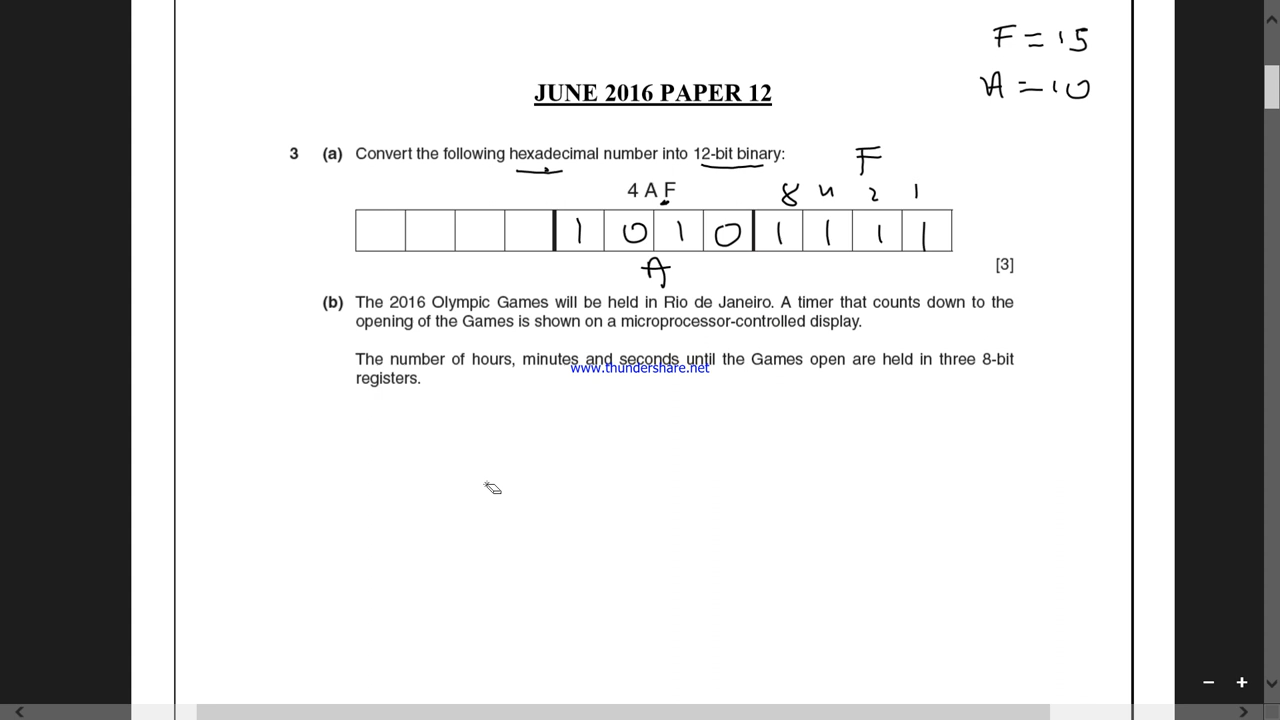 F = 15
A = 10
JUNE 2016 PAPER 12
3 (a) Convert the following hexadecimal number into 12-bit binary:
F
4 A F
8 4 2 1
1 0 1 0 1 1 1 1
A
[3]
(b) The 2016 Olympic Games will be held in Rio de Janeiro. A timer that counts down to the
opening of the Games is shown on a microprocessor-controlled display.
The number of hours, minutes and seconds until the Games open are held in three 8-bit
www.thundershare.net
registers.